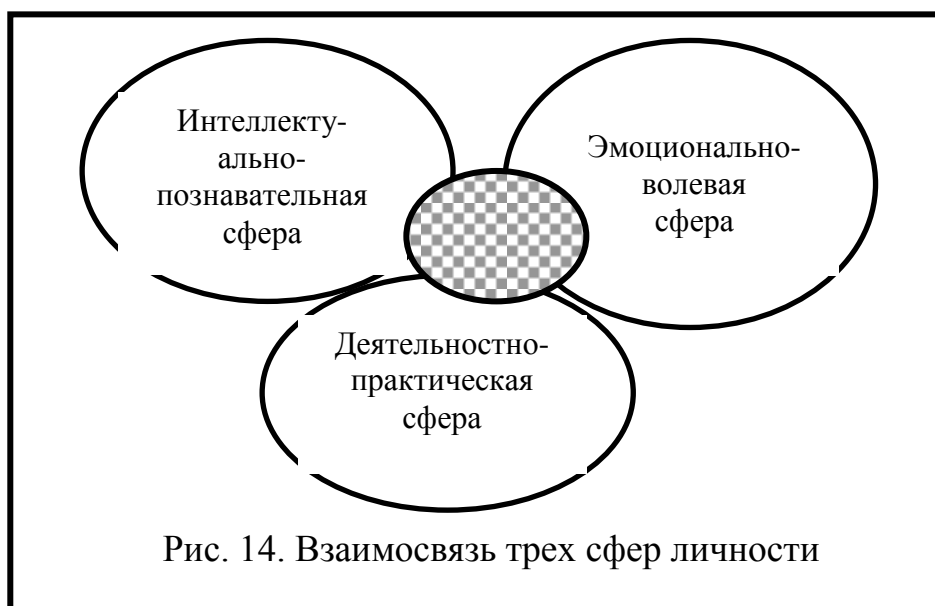 Интеллекту-
ально-
познавательная
сфера
Эмоционально-
волевая
сфера
Деятельностно-
практическая
сфера
Рис. 14. Взаимосвязь трех сфер личности